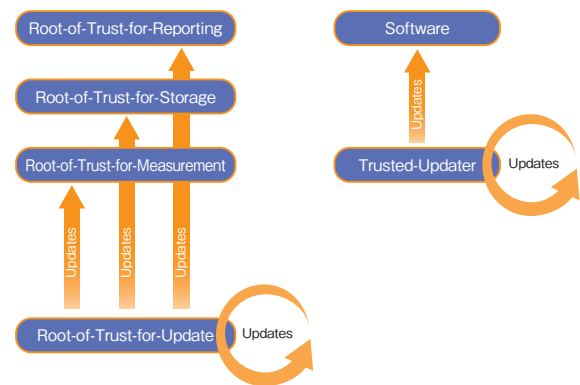 Root-of-Trust-for-Reporting
Root-of-Trust-for-Storage
Root-of-Trust-for-Measurement
Updates
Updates
Updates
Root-of-Trust-for-Update
Updates
Software
Updates
Trusted-Updater
Updates